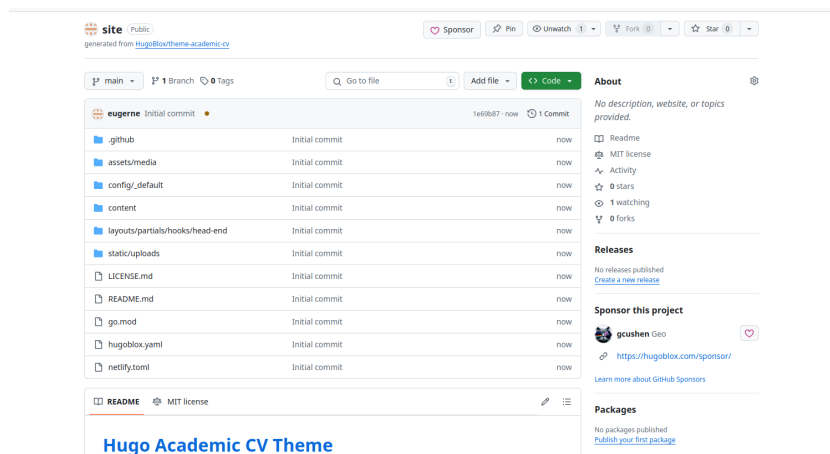 site Public
Sponsor Pin Unwatch 1 Fork 0 Star 0
generated from HugoBlox/theme-academic-cv
main 1 Branch 0 Tags
Go to file t Add file <> Code
eugerne Initial commit 1e69b87 · now 1 Commit
.github Initial commit now
assets/media Initial commit now
config/_default Initial commit now
content Initial commit now
layouts/partials/hooks/head-end Initial commit now
static/uploads Initial commit now
LICENSE.md Initial commit now
README.md Initial commit now
go.mod Initial commit now
hugoblox.yaml Initial commit now
netlify.toml Initial commit now
README MIT license
Hugo Academic CV Theme
About
No description, website, or topics
provided.
Readme
MIT license
Activity
0 stars
1 watching
0 forks
Releases
No releases published
Create a new release
Sponsor this project
gcushen Geo
https://hugoblox.com/sponsor/
Learn more about GitHub Sponsors
Packages
No packages published
Publish your first package